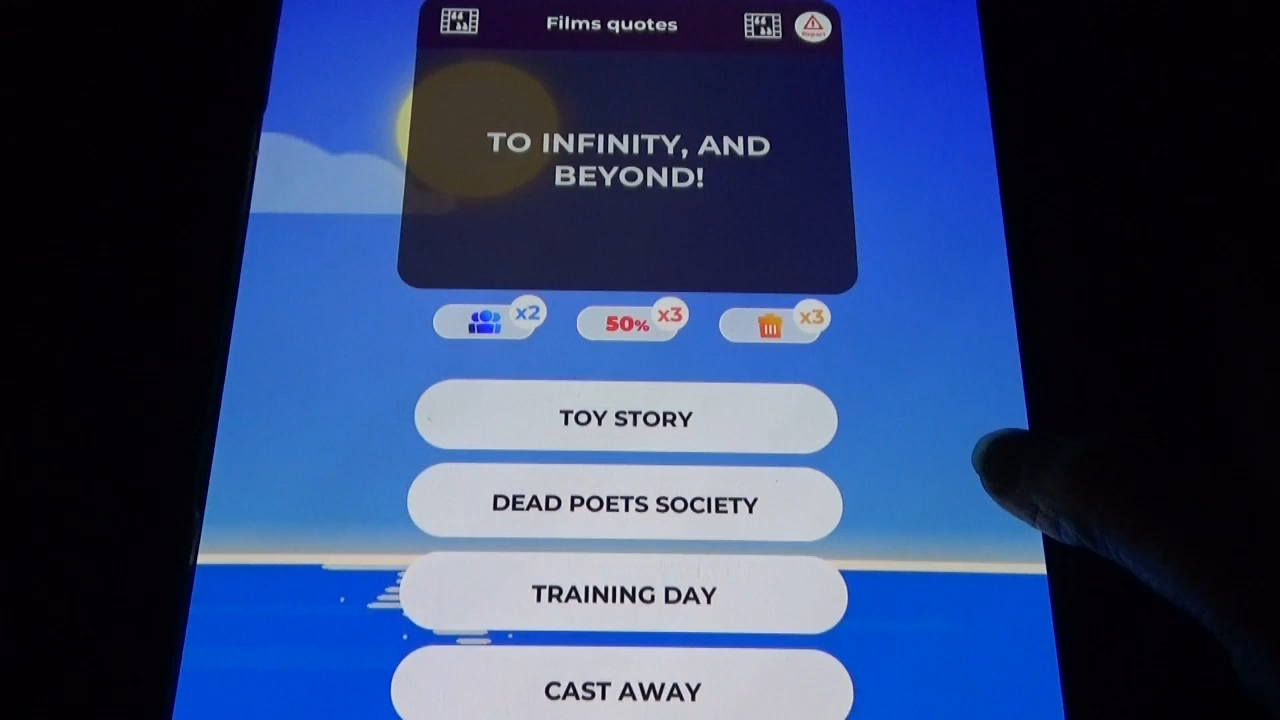 Films quotes
Report
TO INFINITY, AND
BEYOND!
x2
50% x3
x3
TOY STORY
DEAD POETS SOCIETY
TRAINING DAY
CAST AWAY